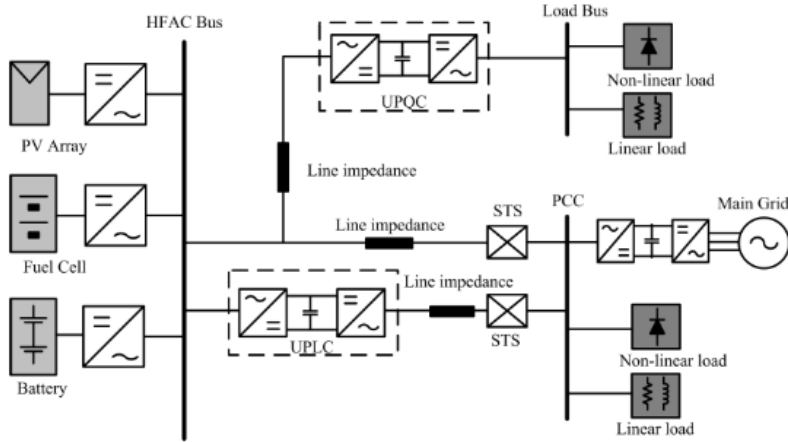 HFAC Bus
Load Bus
PV Array
UPQC
Non-linear load
Linear load
Line impedance
Fuel Cell
Line impedance
STS
PCC
Main Grid
Line impedance
UPLC
STS
Battery
Non-linear load
Linear load